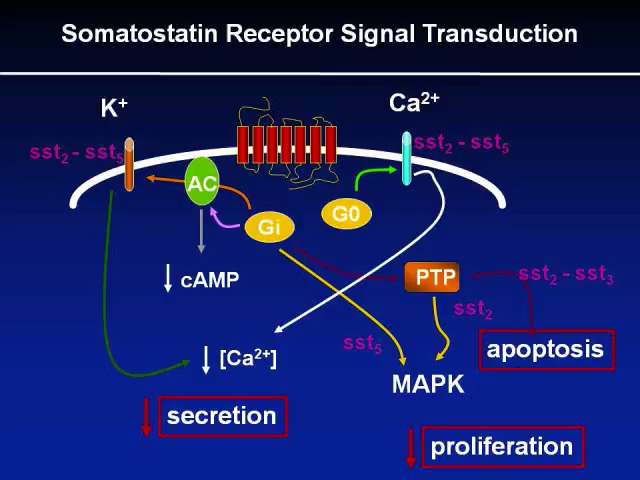 Somatostatin Receptor Signal Transduction
K⁺
Ca²⁺
sst₂ - sst₅
sst₂ - sst₅
AC
Gi
G0
↓ cAMP
PTP
sst₂ - sst₃
sst₂
sst₅
↓ [Ca²⁺]
apoptosis
MAPK
↓ secretion
↓ proliferation